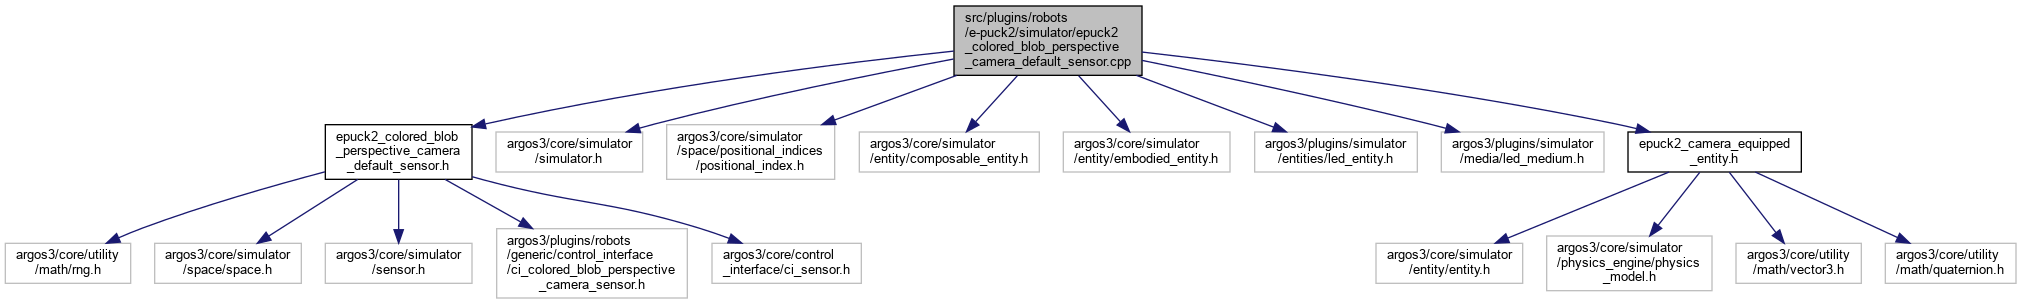 src/plugins/robots
/e-puck2/simulator/epuck2
_colored_blob_perspective
_camera_default_sensor.cpp
epuck2_colored_blob
_perspective_camera
_default_sensor.h
argos3/core/simulator
/simulator.h
argos3/core/simulator
/space/positional_indices
/positional_index.h
argos3/core/simulator
/entity/composable_entity.h
argos3/core/simulator
/entity/embodied_entity.h
argos3/plugins/simulator
/entities/led_entity.h
argos3/plugins/simulator
/media/led_medium.h
epuck2_camera_equipped
_entity.h
argos3/core/utility
/math/rng.h
argos3/core/simulator
/space/space.h
argos3/core/simulator
/sensor.h
argos3/plugins/robots
/generic/control_interface
/ci_colored_blob_perspective
_camera_sensor.h
argos3/core/control
_interface/ci_sensor.h
argos3/core/simulator
/entity/entity.h
argos3/core/simulator
/physics_engine/physics
_model.h
argos3/core/utility
/math/vector3.h
argos3/core/utility
/math/quaternion.h